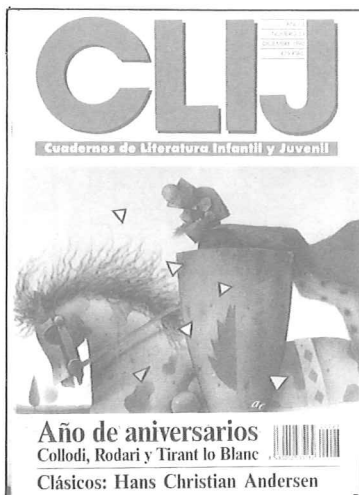 CLIJ
Cuadernos de Literatura Infantil y Juvenil
Año de aniversarios
Collodi, Rodari y Tirant lo Blanc
Clásicos: Hans Christian Andersen